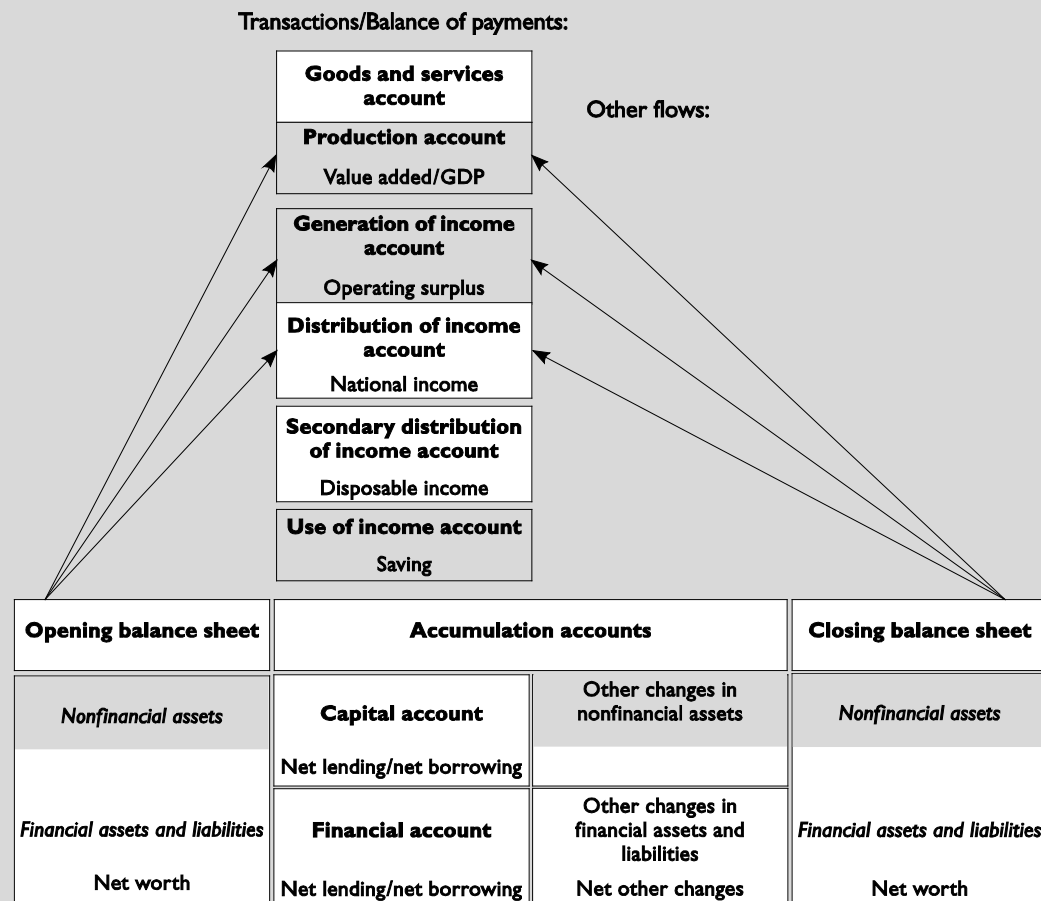 Transactions/Balance of payments:
Goods and services
account
Other flows:
Production account
Value added/GDP
Generation of income
account
Operating surplus
Distribution of income
account
National income
Secondary distribution
of income account
Disposable income
Use of income account
Saving
Opening balance sheet
Accumulation accounts
Closing balance sheet
Nonfinancial assets
Capital account
Net lending/net borrowing
Other changes in
nonfinancial assets
Nonfinancial assets
Financial assets and liabilities
Net worth
Financial account
Net lending/net borrowing
Other changes in
financial assets and
liabilities
Net other changes
Financial assets and liabilities
Net worth